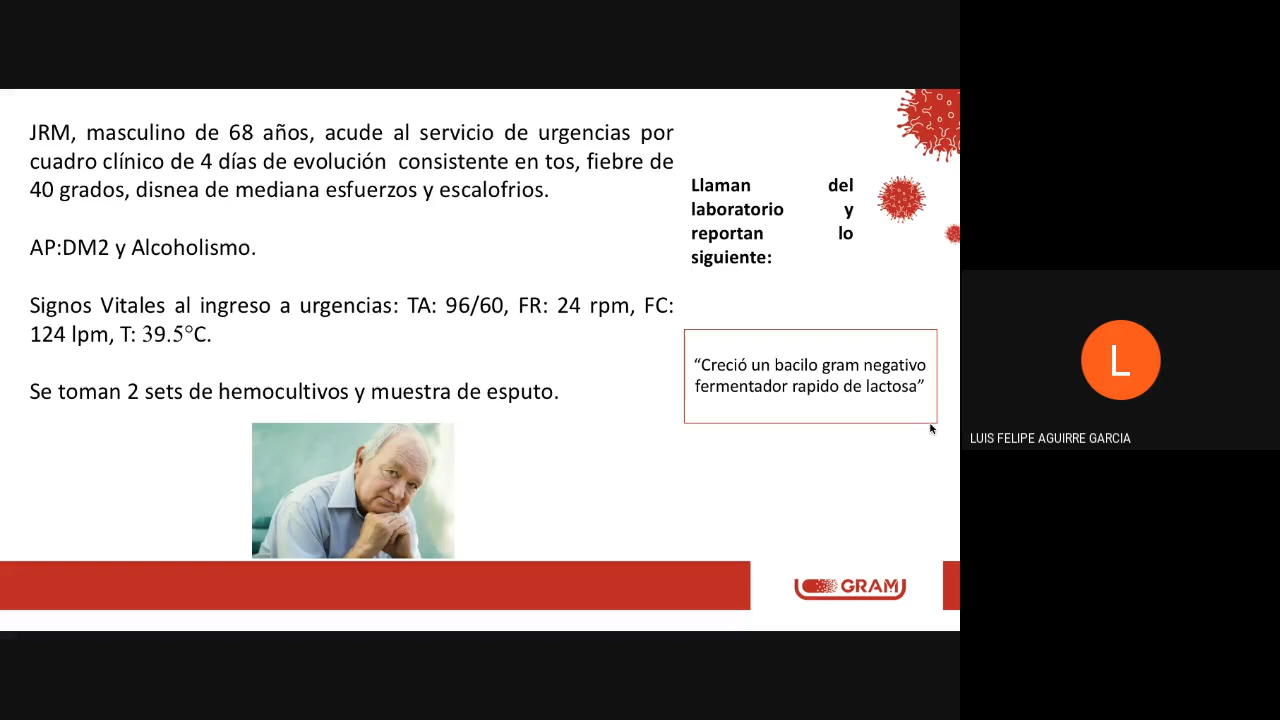 JRM, masculino de 68 años, acude al servicio de urgencias por
cuadro clínico de 4 días de evolución consistente en tos, fiebre de
40 grados, disnea de mediana esfuerzos y escalofrios.
AP:DM2 y Alcoholismo.
Signos Vitales al ingreso a urgencias: TA: 96/60, FR: 24 rpm, FC:
124 lpm, T: 39.5°C.
Se toman 2 sets de hemocultivos y muestra de esputo.
Llaman del
laboratorio y
reportan lo
siguiente:
“Creció un bacilo gram negativo
fermentador rapido de lactosa”
GRAM
L
LUIS FELIPE AGUIRRE GARCIA